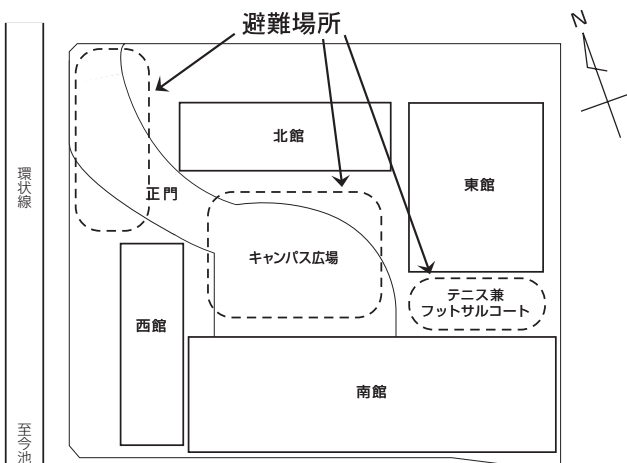 避難場所
N
北館
東館
環状線
正門
キャンパス広場
テニス兼
フットサルコート
西館
南館
至今池